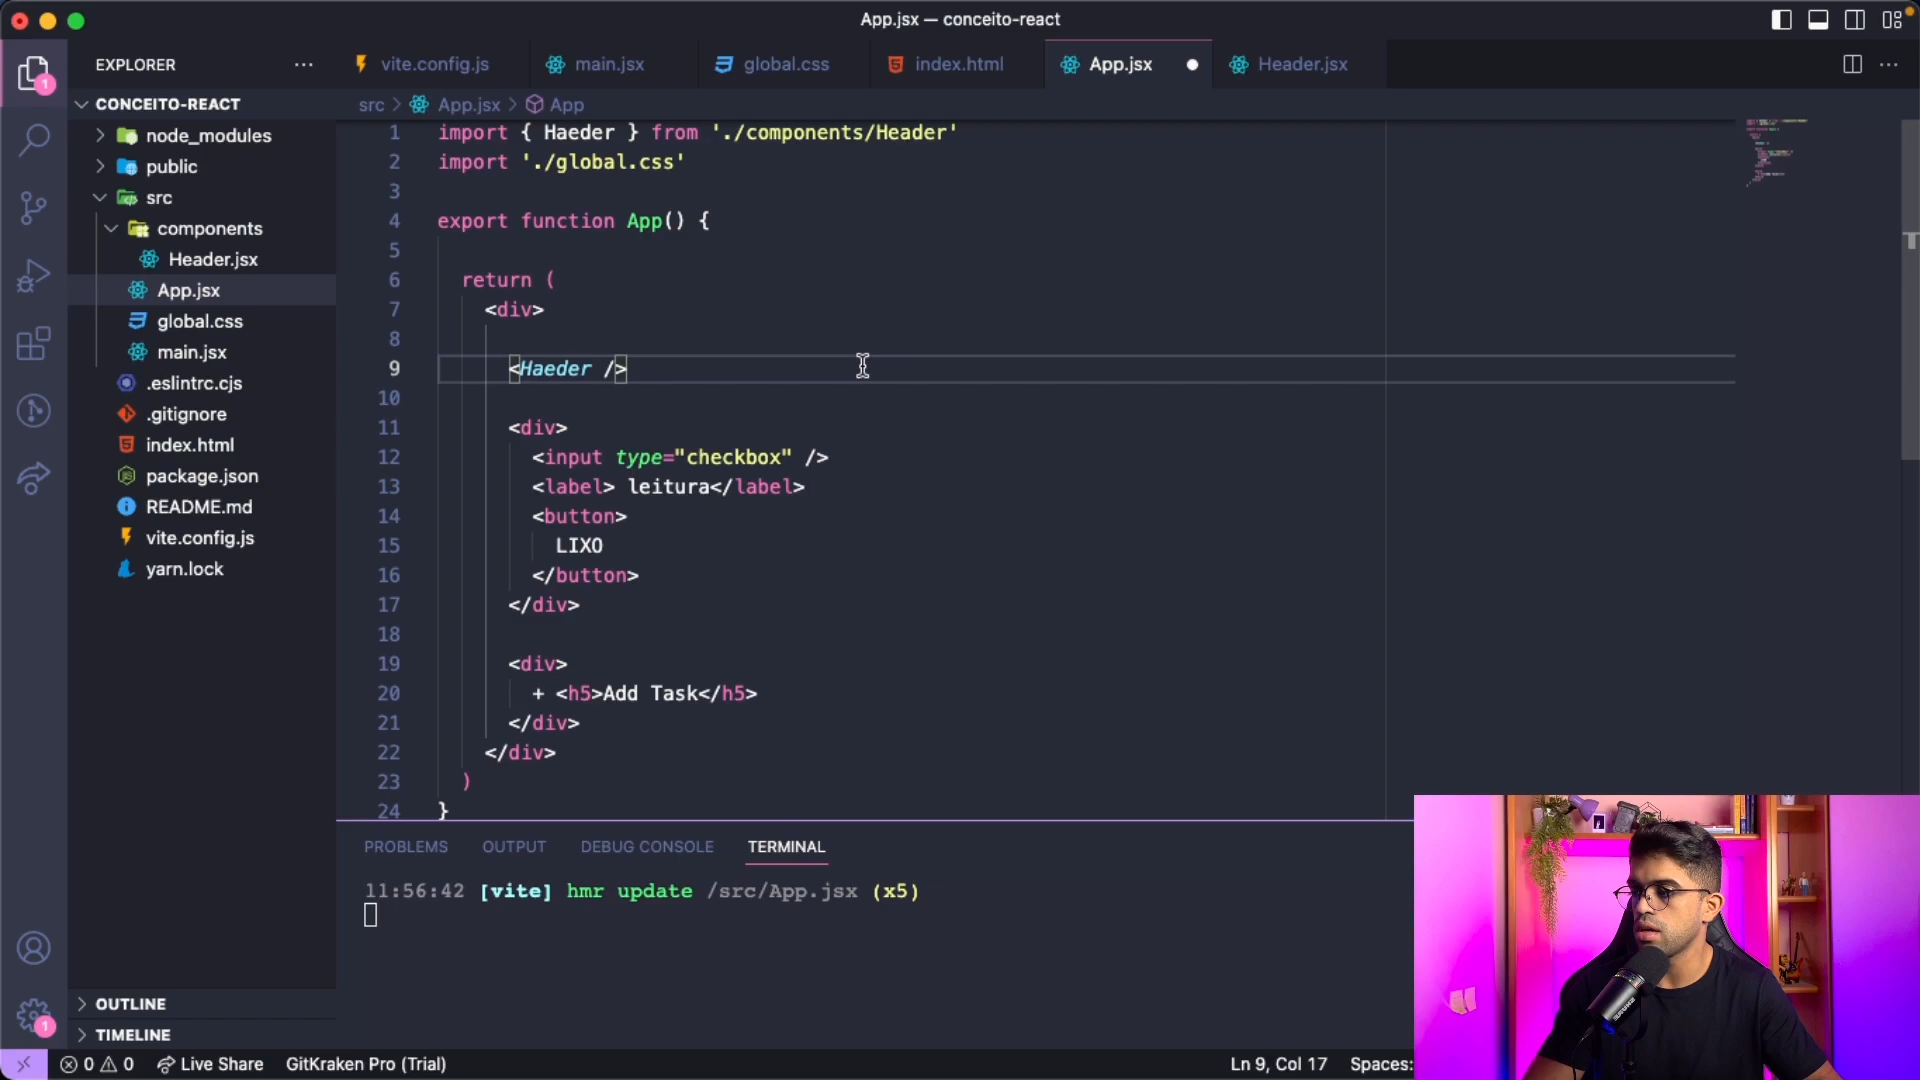 App.jsx — conceito-react
EXPLORER
vite.config.js
main.jsx
global.css
index.html
App.jsx
Header.jsx
CONCEITO-REACT
node_modules
public
src
components
Header.jsx
App.jsx
global.css
main.jsx
.eslintrc.cjs
.gitignore
index.html
package.json
README.md
vite.config.js
yarn.lock
OUTLINE
TIMELINE
src > App.jsx > App
1 import { Haeder } from './components/Header'
2 import './global.css'
3
4 export function App() {
5
6 return (
7 <div>
8
9 <Haeder />
10
11 <div>
12 <input type="checkbox" />
13 <label> leitura</label>
14 <button>
15 LIXO
16 </button>
17 </div>
18
19 <div>
20 + <h5>Add Task</h5>
21 </div>
22 </div>
23 )
24 }
PROBLEMS OUTPUT DEBUG CONSOLE TERMINAL
11:56:42 [vite] hmr update /src/App.jsx (x5)
1
1
0 0 Live Share GitKraken Pro (Trial) Ln 9, Col 17 Spaces: